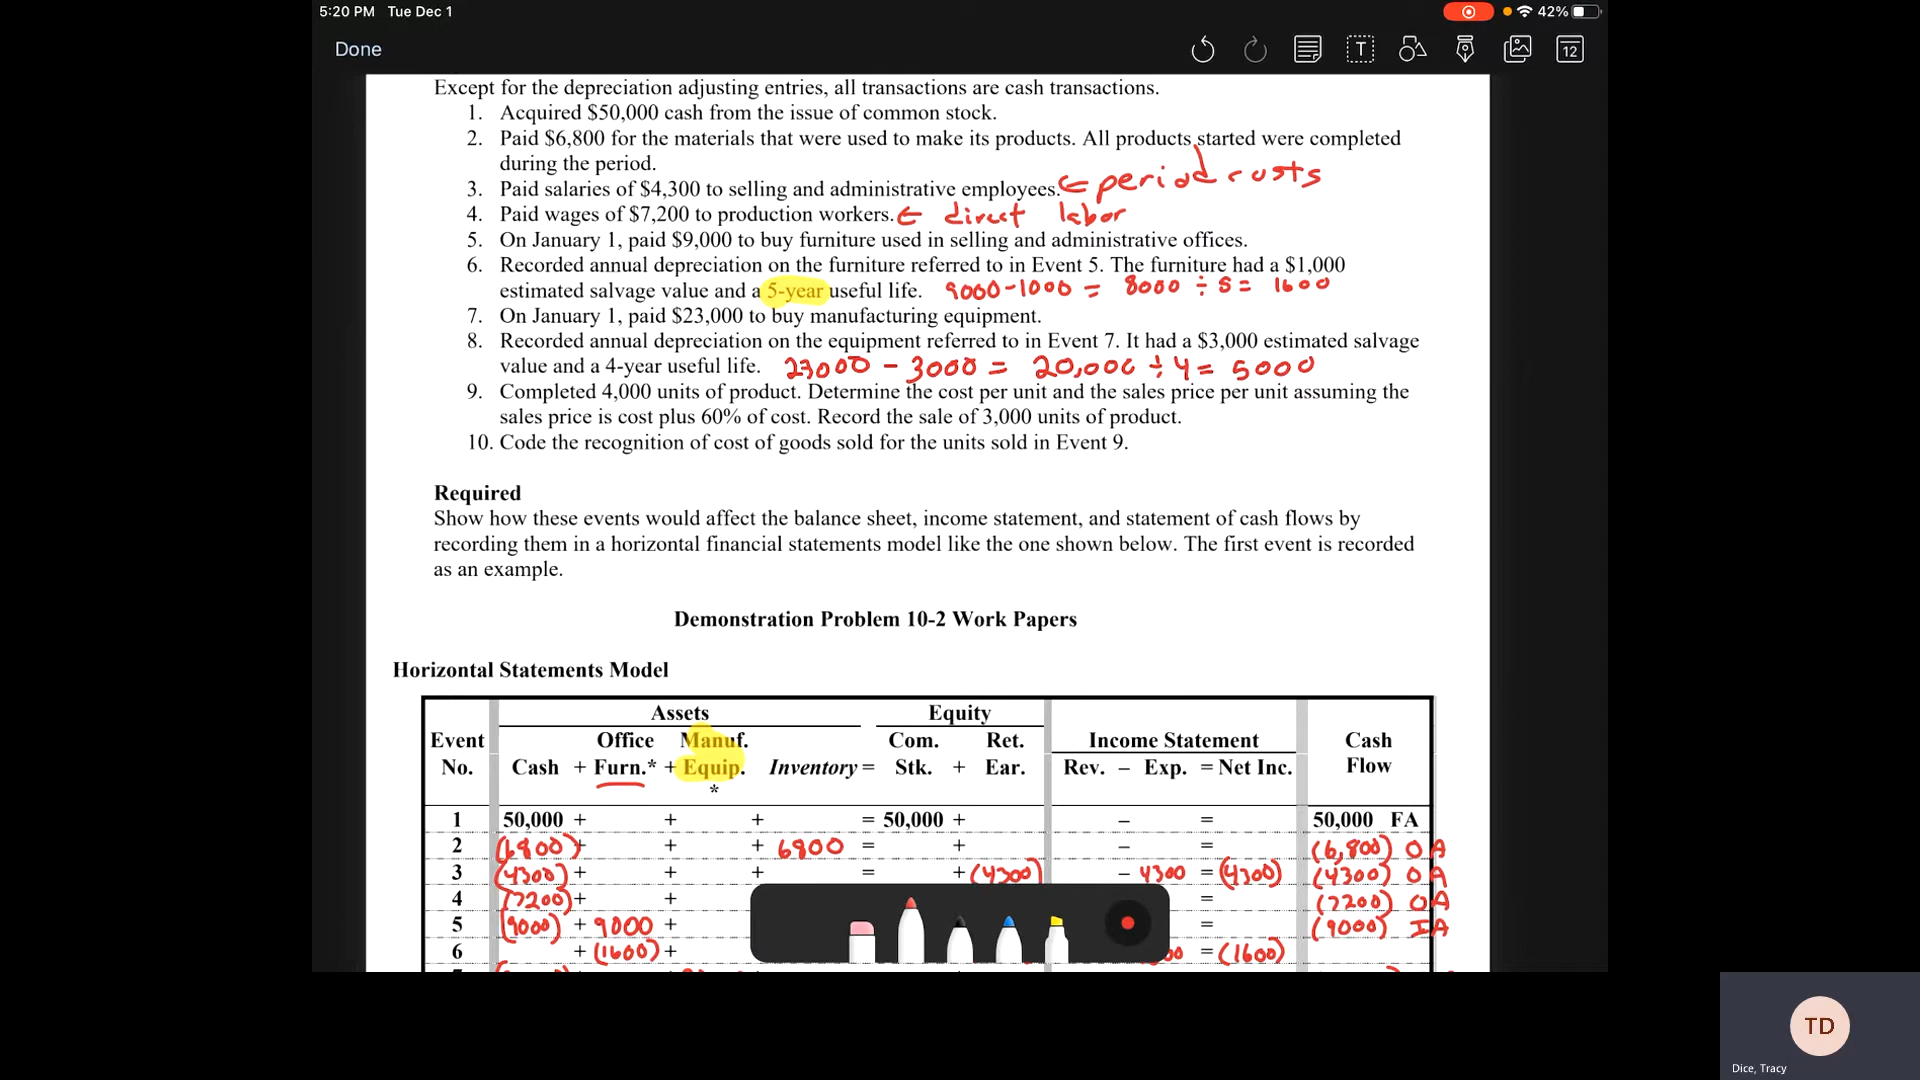 5:20 PM Tue Dec 1 42%
Done T 12
Except for the depreciation adjusting entries, all transactions are cash transactions.
1. Acquired $50,000 cash from the issue of common stock.
2. Paid $6,800 for the materials that were used to make its products. All products started were completed
during the period.
3. Paid salaries of $4,300 to selling and administrative employees. ← period costs
4. Paid wages of $7,200 to production workers. ← direct labor
5. On January 1, paid $9,000 to buy furniture used in selling and administrative offices.
6. Recorded annual depreciation on the furniture referred to in Event 5. The furniture had a $1,000
estimated salvage value and a 5-year useful life. 9000-1000 = 8000 ÷ 5 = 1600
7. On January 1, paid $23,000 to buy manufacturing equipment.
8. Recorded annual depreciation on the equipment referred to in Event 7. It had a $3,000 estimated salvage
value and a 4-year useful life. 23000 - 3000 = 20,000 ÷ 4 = 5000
9. Completed 4,000 units of product. Determine the cost per unit and the sales price per unit assuming the
sales price is cost plus 60% of cost. Record the sale of 3,000 units of product.
10. Code the recognition of cost of goods sold for the units sold in Event 9.
Required
Show how these events would affect the balance sheet, income statement, and statement of cash flows by
recording them in a horizontal financial statements model like the one shown below. The first event is recorded
as an example.
Demonstration Problem 10-2 Work Papers
Horizontal Statements Model
Assets Equity
Event Office Manuf. Com. Ret. Income Statement Cash
No. Cash + Furn.* + Equip. Inventory = Stk. + Ear. Rev. – Exp. = Net Inc. Flow
*
1 50,000 + + + = 50,000 + – = 50,000 FA
2 (6800) + + + 6800 = + – = (6,800) OA
3 (4300) + + + = + (4300) – 4300 = (4300) (4300) OA
4 (7200) + + = (7200) OA
5 (9000) + 9000 + = (9000) IA
6 + (1600) + = (1600)
TD
Dice, Tracy